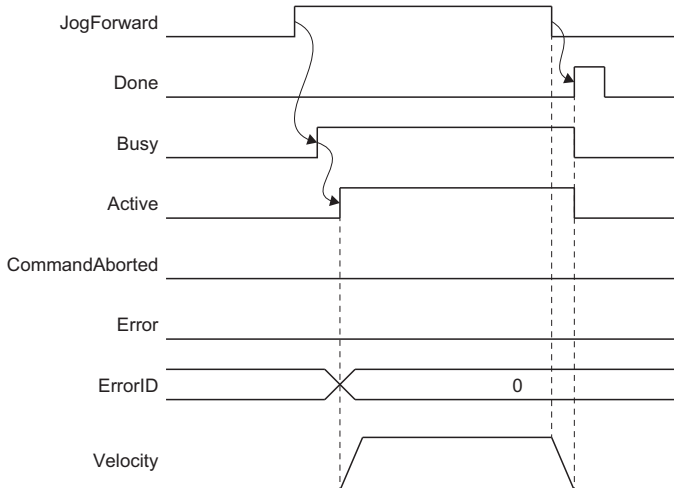 JogForward
Done
Busy
Active
CommandAborted
Error
ErrorID
0
Velocity